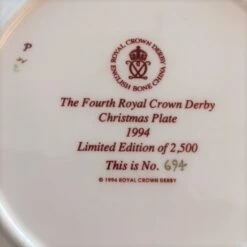 P
ROYAL CROWN DERBY
ENGLISH BONE CHINA
The Fourth Royal Crown Derby
Christmas Plate
1994
Limited Edition of 2,500
This is No. 694
© 1994 ROYAL CROWN DERBY